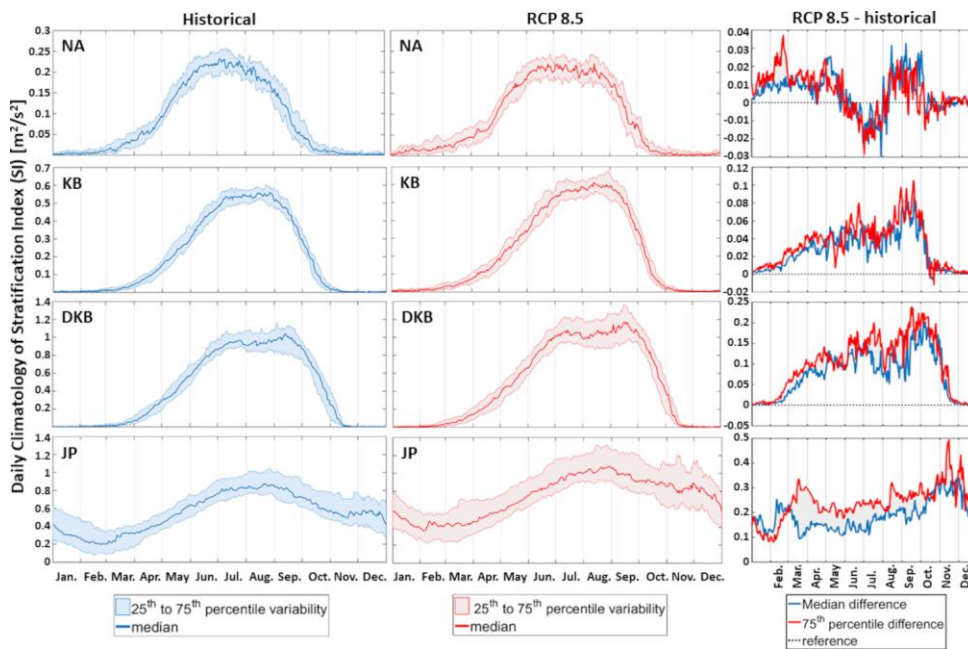 Historical
RCP 8.5
RCP 8.5 - historical
Daily Climatology of Stratification Index (SI) [m²/s²]
NA
0.3
0.25
0.2
0.15
0.1
0.05
NA
0.04
0.03
0.02
0.01
0
-0.01
-0.02
-0.03
KB
0.7
0.6
0.5
0.4
0.3
0.2
0.1
KB
0.12
0.1
0.08
0.06
0.04
0.02
0
-0.02
DKB
1.4
1.2
1
0.8
0.6
0.4
0.2
DKB
0.25
0.2
0.15
0.1
0.05
0
-0.05
JP
1.4
1.2
1
0.8
0.6
0.4
0.2
0
JP
0.5
0.4
0.3
0.2
0.1
0
Jan. Feb. Mar. Apr. May Jun. Jul. Aug. Sep. Oct. Nov. Dec.
Jan. Feb. Mar. Apr. May Jun. Jul. Aug. Sep. Oct. Nov. Dec.
Feb. Mar. Apr. May Jun. Jul. Aug. Sep. Oct. Nov. Dec.
25th to 75th percentile variability
median
25th to 75th percentile variability
median
Median difference
75th percentile difference
reference